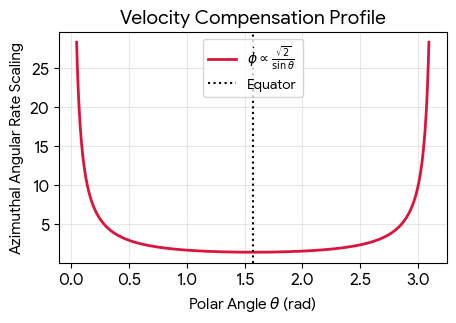 Velocity Compensation Profile
Azimuthal Angular Rate Scaling
25
20
15
10
5
ϕ ∝ √2 / sin θ
Equator
0.0 0.5 1.0 1.5 2.0 2.5 3.0
Polar Angle θ (rad)